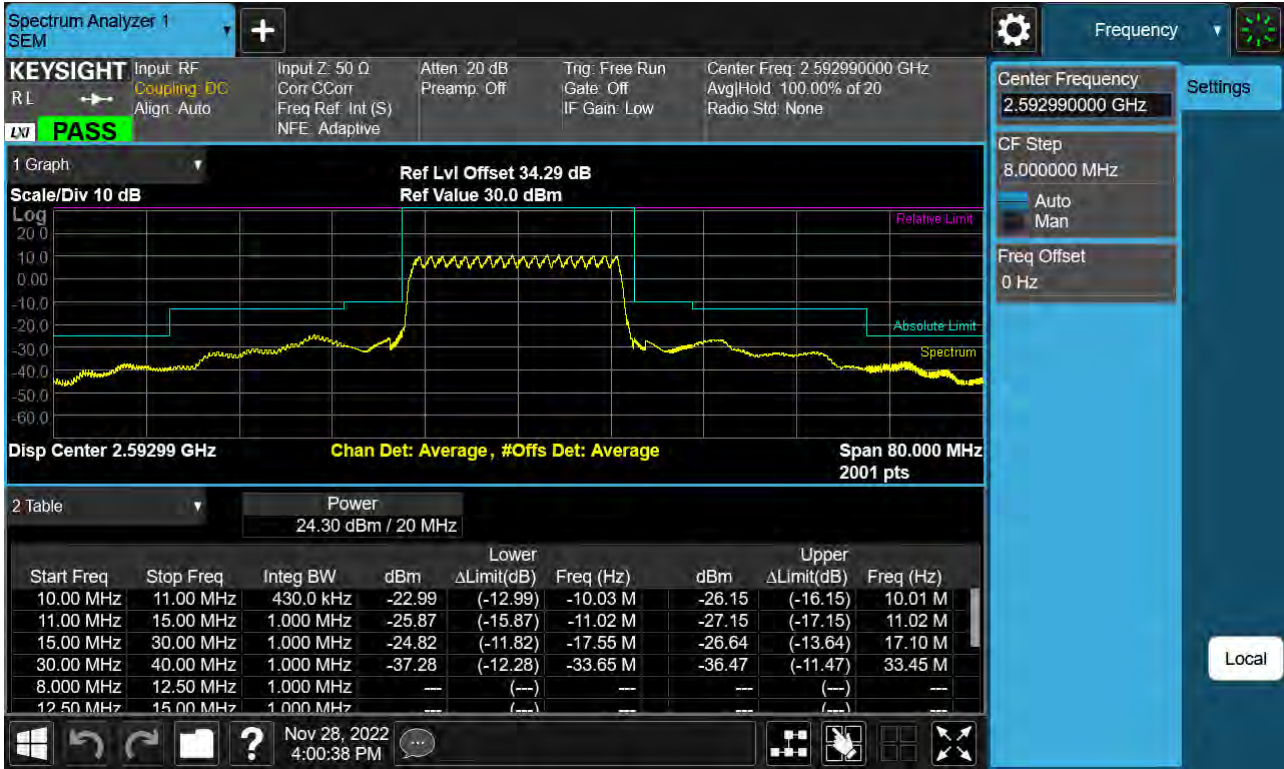 Spectrum Analyzer 1
SEM
+
Frequency
KEYSIGHT
R L
LXI
PASS
Input: RF
Coupling: DC
Align: Auto
Input Z: 50 Ω
Corr CCorr
Freq Ref: Int (S)
NFE: Adaptive
Atten: 20 dB
Preamp: Off
Trig: Free Run
Gate: Off
IF Gain: Low
Center Freq: 2.592990000 GHz
Avg|Hold: 100.00% of 20
Radio Std: None
Center Frequency
2.592990000 GHz
Settings
CF Step
8.000000 MHz
Auto
Man
Freq Offset
0 Hz
Local
1 Graph
Scale/Div 10 dB
Ref Lvl Offset 34.29 dB
Ref Value 30.0 dBm
Log
20.0
10.0
0.00
-10.0
-20.0
-30.0
-40.0
-50.0
-60.0
Relative Limit
Absolute Limit
Spectrum
Disp Center 2.59299 GHz
Chan Det: Average, #Offs Det: Average
Span 80.000 MHz
2001 pts
2 Table
Power
24.30 dBm / 20 MHz
Lower Upper
Start Freq Stop Freq Integ BW dBm ΔLimit(dB) Freq (Hz) dBm ΔLimit(dB) Freq (Hz)
10.00 MHz 11.00 MHz 430.0 kHz -22.99 (-12.99) -10.03 M -26.15 (-16.15) 10.01 M
11.00 MHz 15.00 MHz 1.000 MHz -25.87 (-15.87) -11.02 M -27.15 (-17.15) 11.02 M
15.00 MHz 30.00 MHz 1.000 MHz -24.82 (-11.82) -17.55 M -26.64 (-13.64) 17.10 M
30.00 MHz 40.00 MHz 1.000 MHz -37.28 (-12.28) -33.65 M -36.47 (-11.47) 33.45 M
8.000 MHz 12.50 MHz 1.000 MHz --- (---) --- --- (---) ---
12.50 MHz 15.00 MHz 1.000 MHz --- (---) --- --- (---) ---
?
Nov 28, 2022
4:00:38 PM